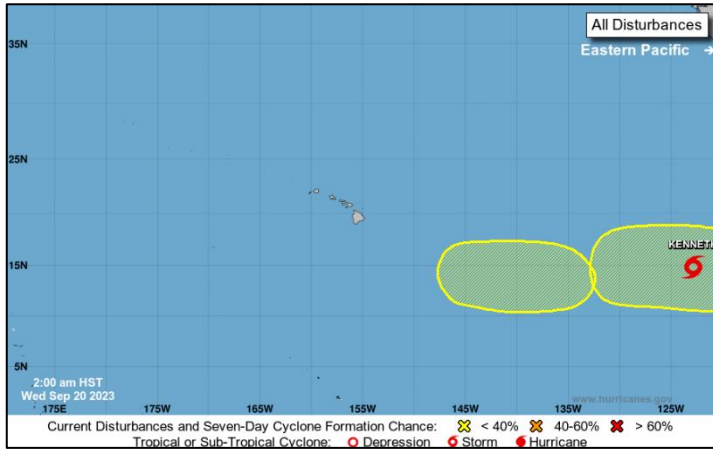 All Disturbances
35N
Eastern Pacific →
25N
KENNETH
15N
5N
2:00 am HST
Wed Sep 20 2023
www.hurricanes.gov
175E 175W 165W 155W 145W 135W 125W
Current Disturbances and Seven-Day Cyclone Formation Chance: < 40% 40-60% > 60%
Tropical or Sub-Tropical Cyclone: Depression Storm Hurricane